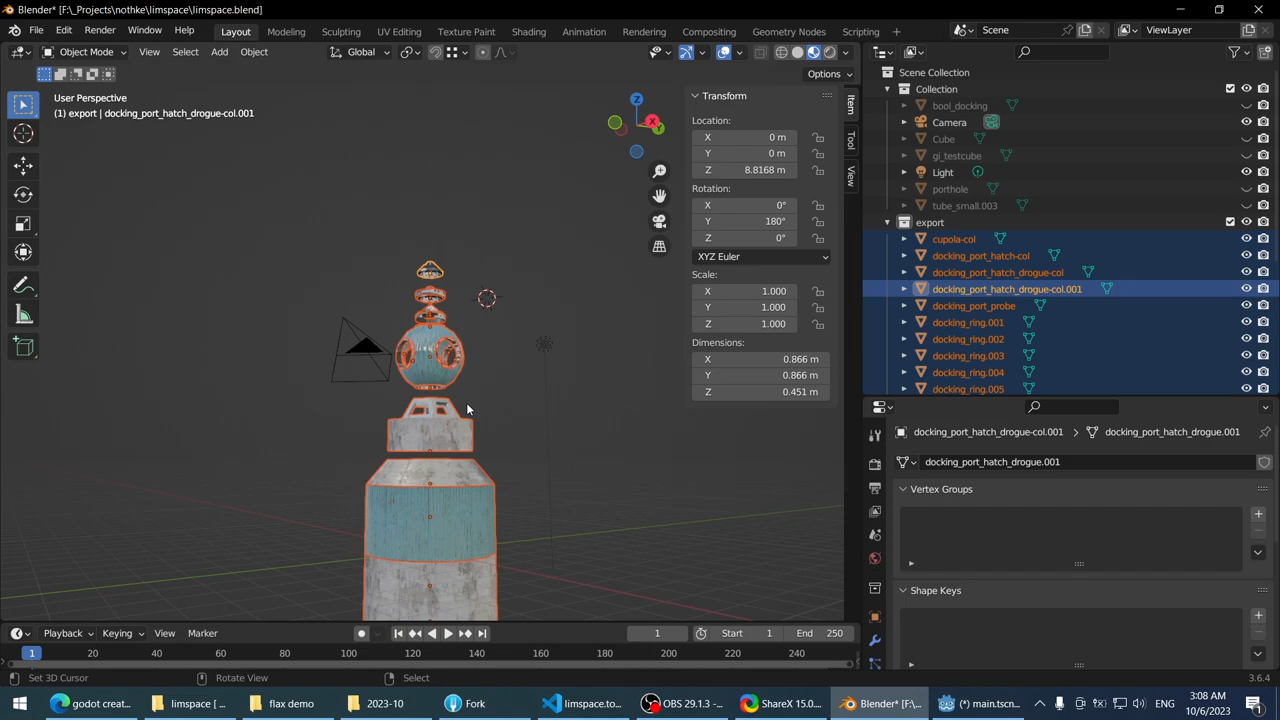 Blender* [F:\_Projects\nothke\limspace\limspace.blend]
File Edit Render Window Help Layout Modeling Sculpting UV Editing Texture Paint Shading Animation Rendering Compositing Geometry Nodes Scripting + Scene ViewLayer
Object Mode View Select Add Object Global
Options
User Perspective
(1) export | docking_port_hatch_drogue-col.001
Z
X
Y
Transform
Location:
X 0 m
Y 0 m
Z 8.8168 m
Rotation:
X 0°
Y 180°
Z 0°
XYZ Euler
Scale:
X 1.000
Y 1.000
Z 1.000
Dimensions:
X 0.866 m
Y 0.866 m
Z 0.451 m
Item
Tool
View
Scene Collection
Collection
bool_docking
Camera
Cube
gi_testcube
Light
porthole
tube_small.003
export
cupola-col
docking_port_hatch-col
docking_port_hatch_drogue-col
docking_port_hatch_drogue-col.001
docking_port_probe
docking_ring.001
docking_ring.002
docking_ring.003
docking_ring.004
docking_ring.005
docking_port_hatch_drogue-col.001 > docking_port_hatch_drogue.001
docking_port_hatch_drogue.001
Vertex Groups
Shape Keys
Playback Keying View Marker 1 Start 1 End 250
1 20 40 60 80 100 120 140 160 180 200 220 240
Set 3D Cursor Rotate View Select 3.6.4
godot creat... limspace [ ... flax demo 2023-10 Fork limspace.to... OBS 29.1.3 -... ShareX 15.0... Blender* [F:\_... (*) main.tscn... 3:08 AM
10/6/2023